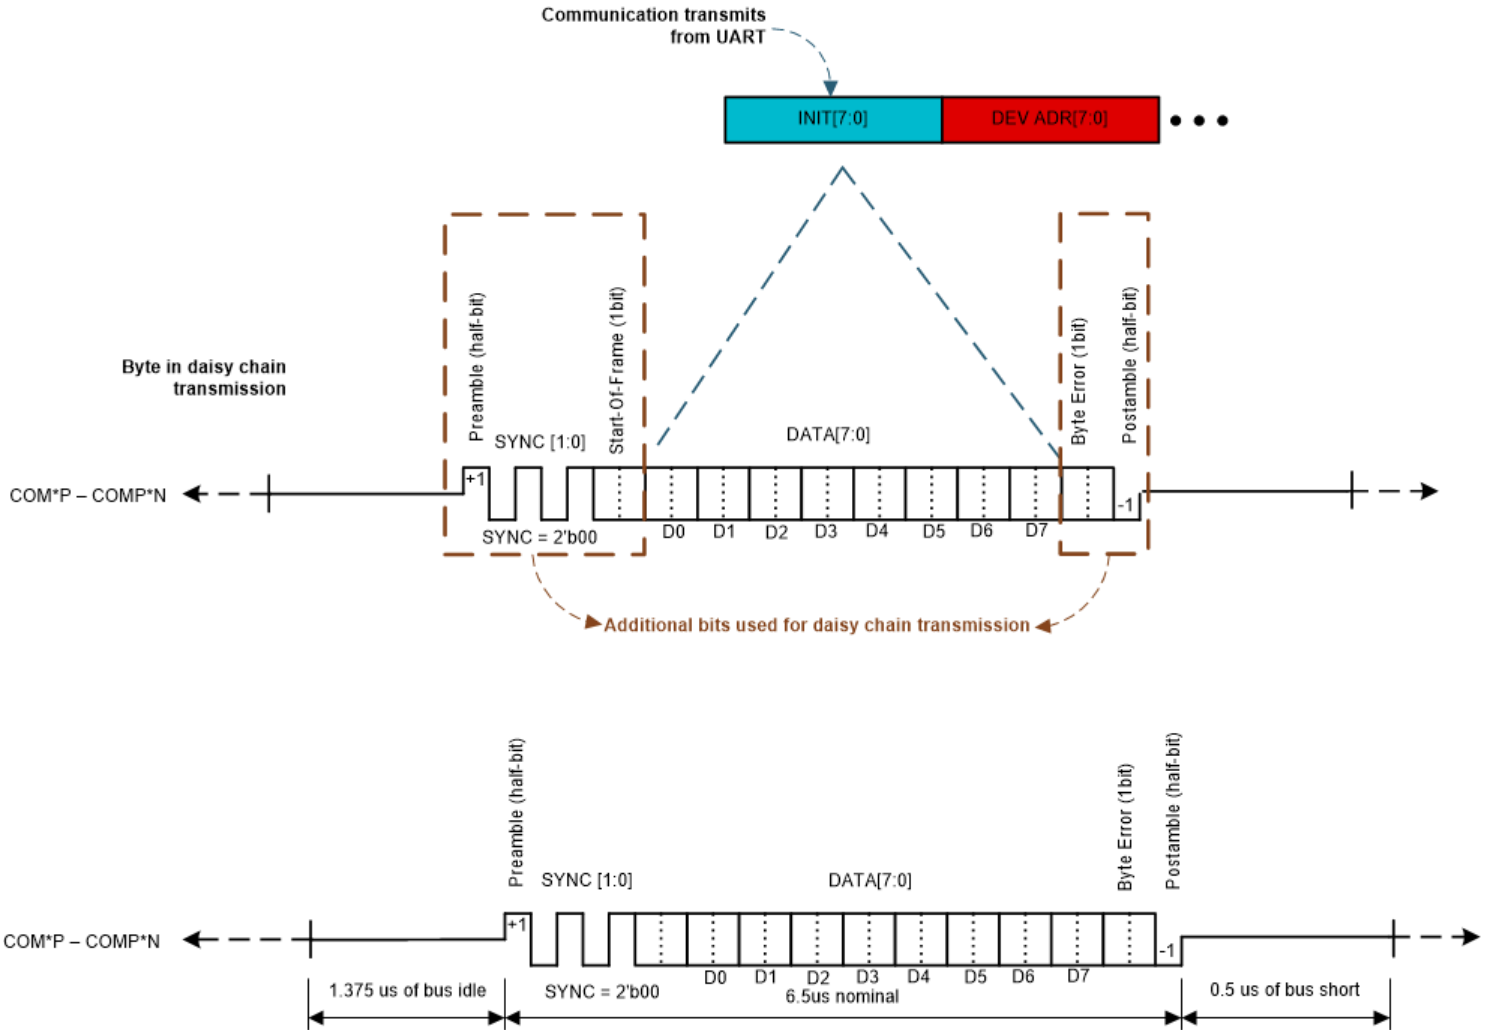 Communication transmits
from UART
INIT[7:0]
DEV ADR[7:0]
Byte in daisy chain
transmission
Preamble (half-bit)
SYNC [1:0]
Start-Of-Frame (1bit)
DATA[7:0]
Byte Error (1bit)
Postamble (half-bit)
COM*P – COMP*N
+1
-1
SYNC = 2'b00
D0
D1
D2
D3
D4
D5
D6
D7
Additional bits used for daisy chain transmission
Preamble (half-bit)
SYNC [1:0]
DATA[7:0]
Byte Error (1bit)
Postamble (half-bit)
COM*P – COMP*N
+1
-1
D0
D1
D2
D3
D4
D5
D6
D7
1.375 us of bus idle
SYNC = 2'b00
6.5us nominal
0.5 us of bus short